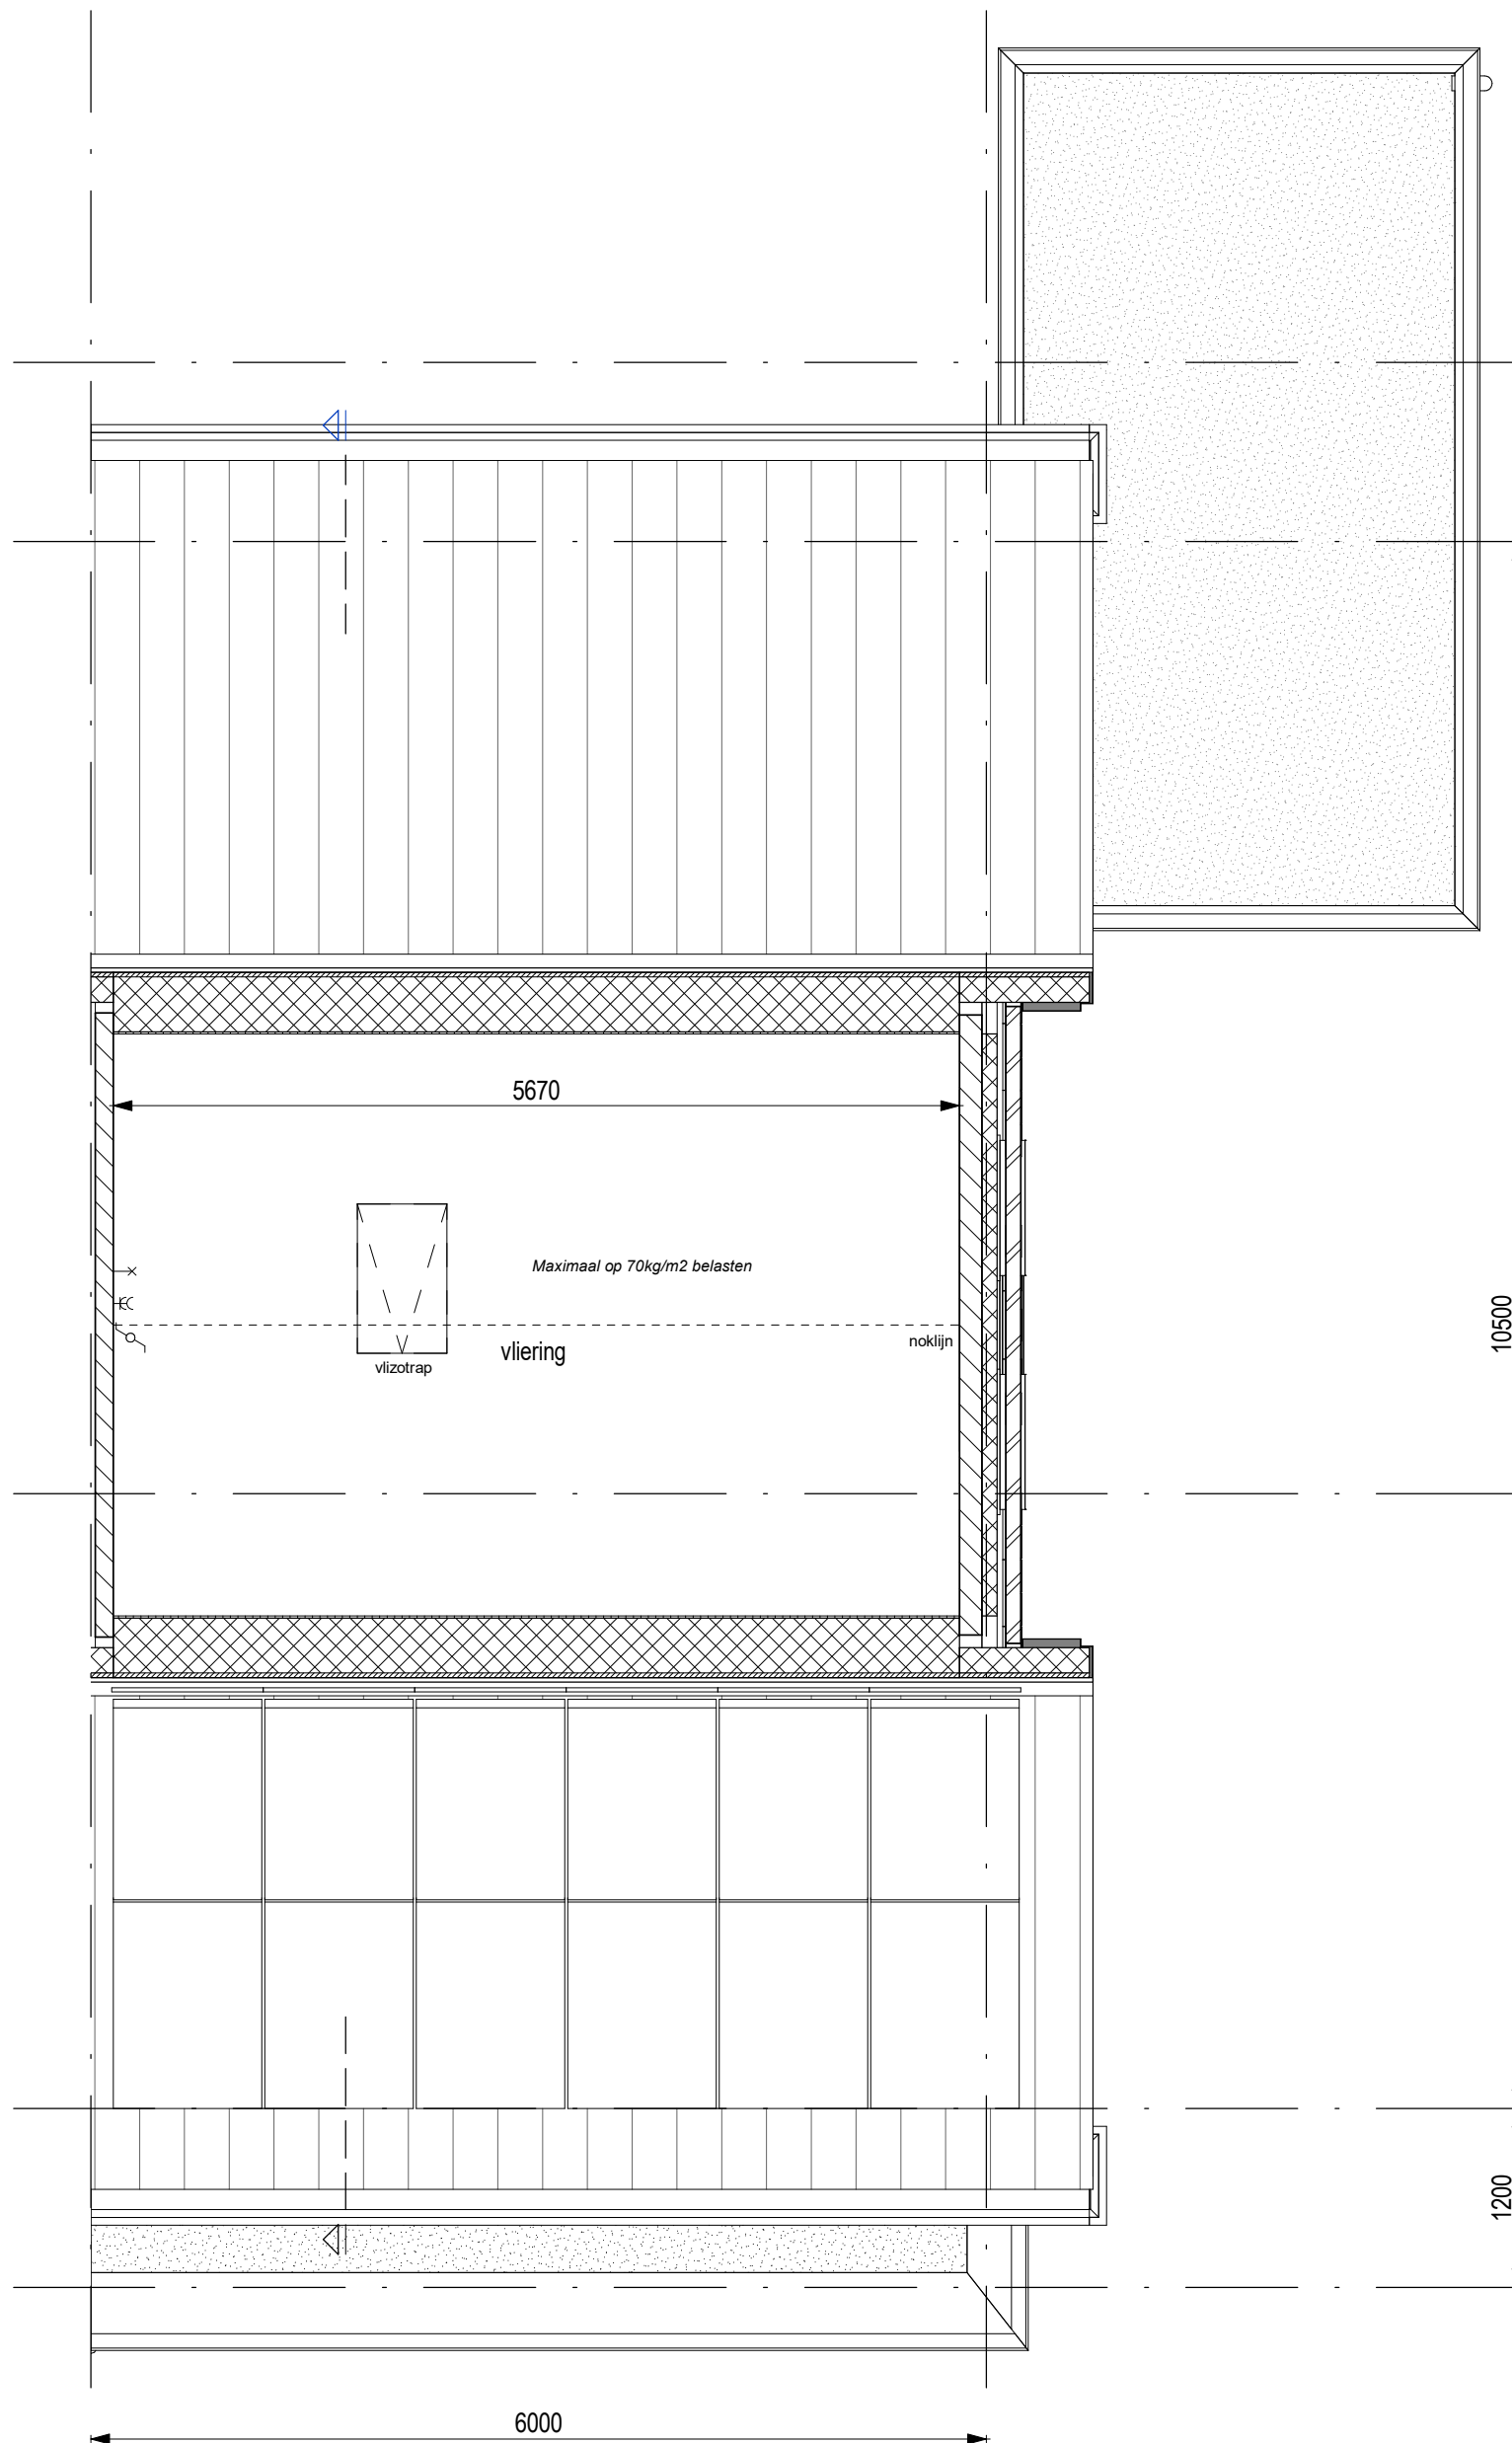 5670
Maximaal op 70kg/m2 belasten
noklijn
vliering
vlizotrap
10500
1200
6000